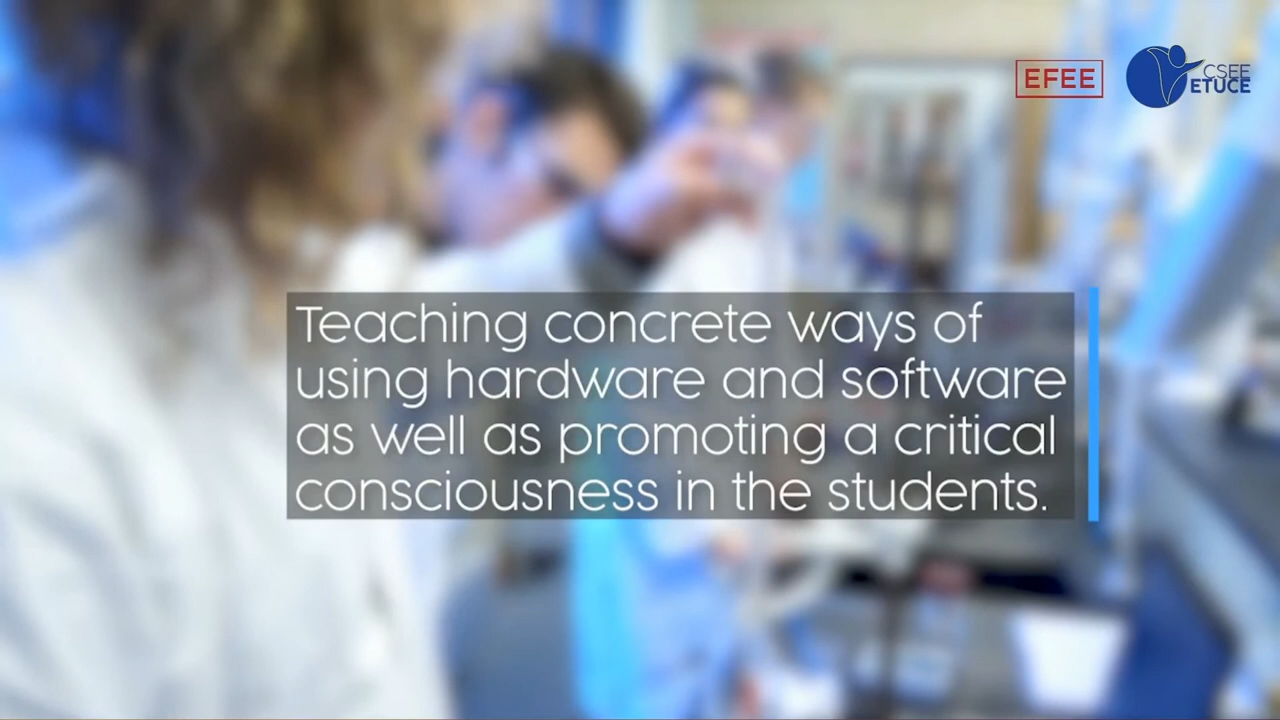 EFEE
CSEE
ETUCE
Teaching concrete ways of
using hardware and software
as well as promoting a critical
consciousness in the students.